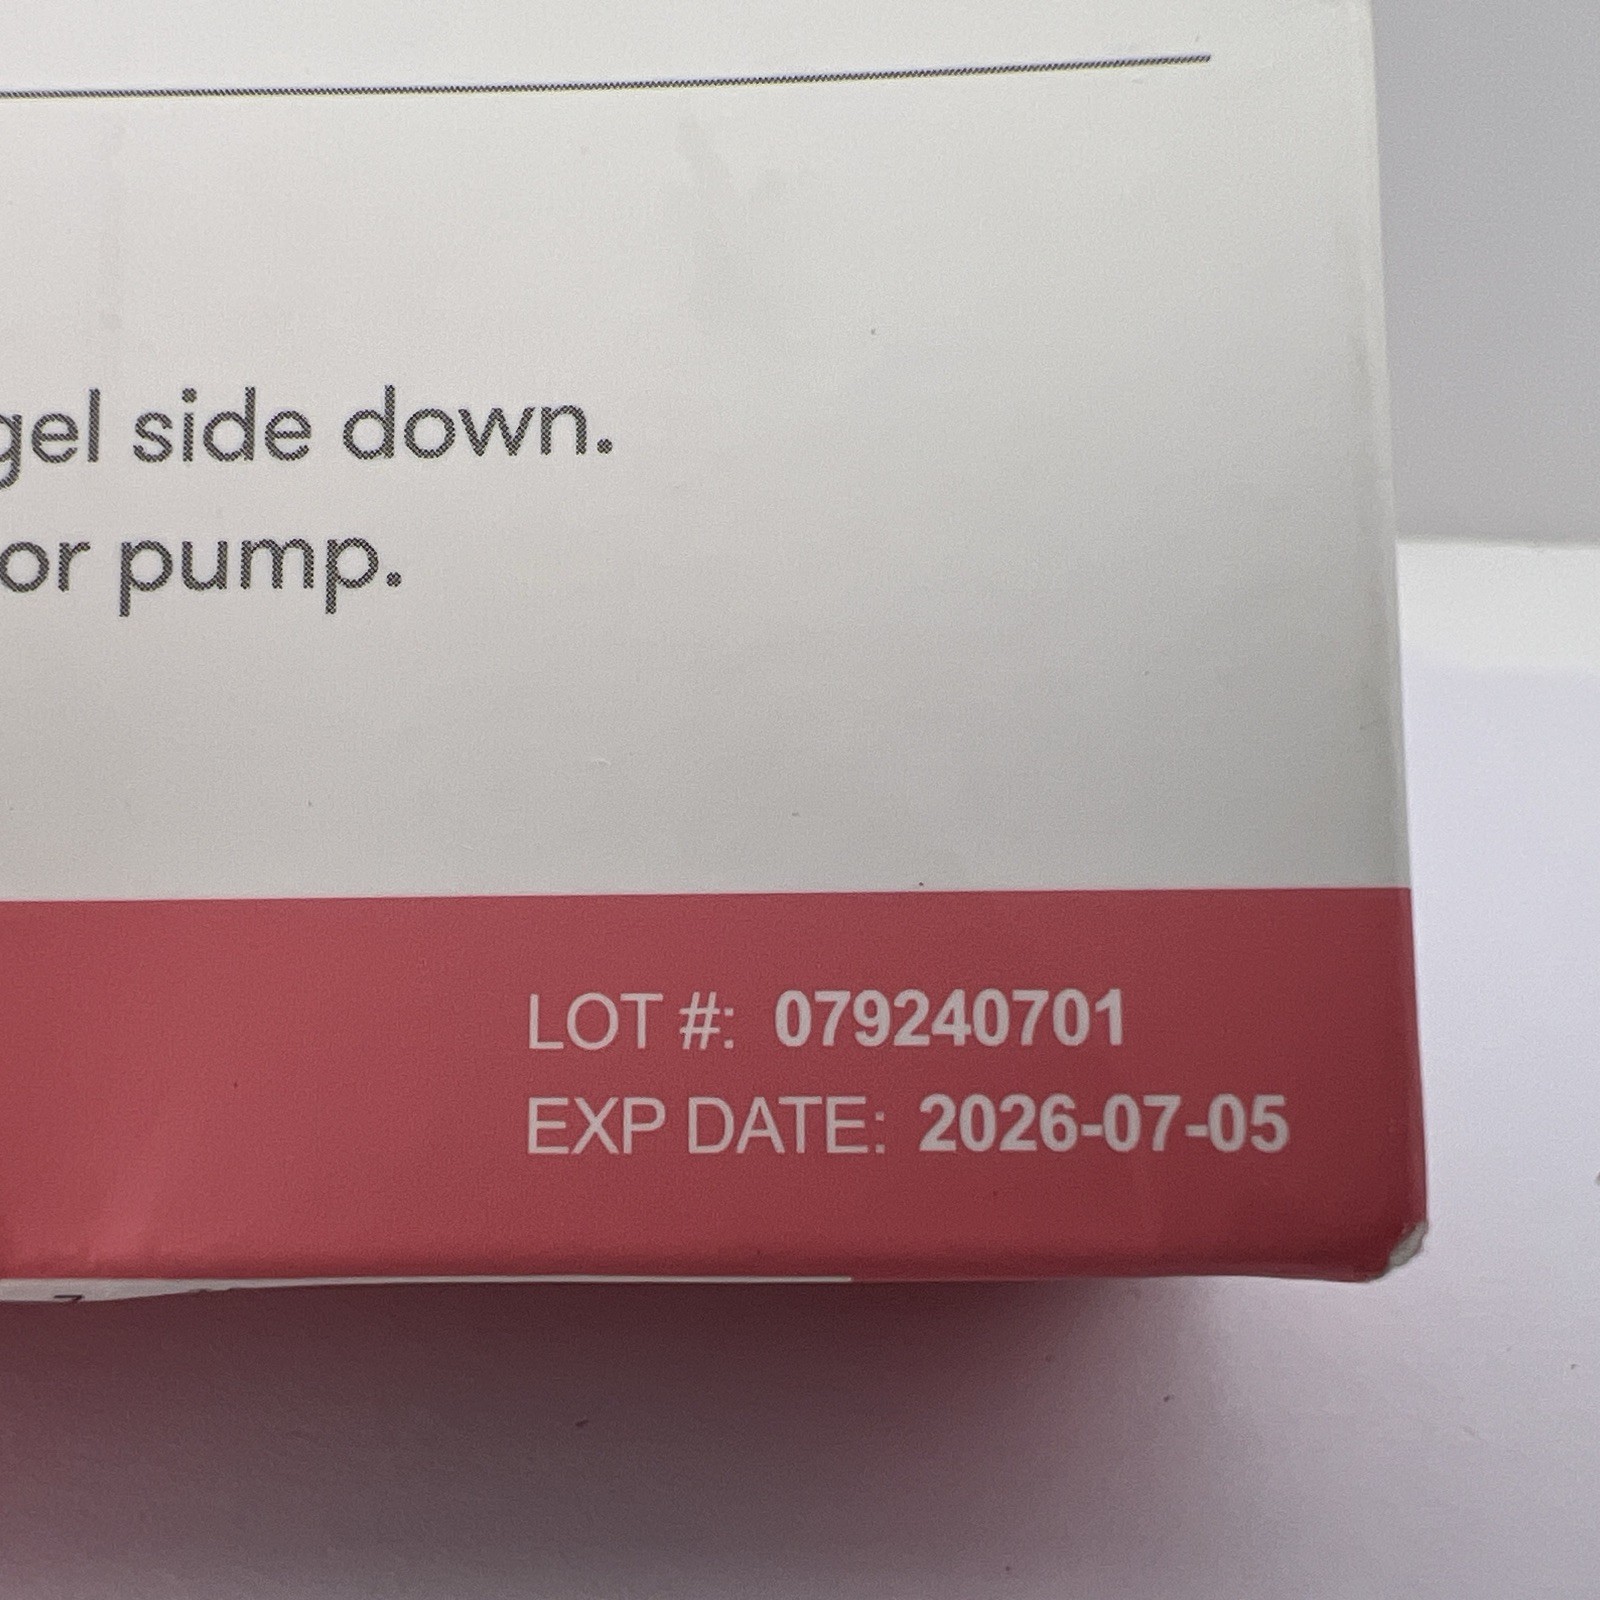 gel side down.
or pump.
LOT #: 079240701
EXP DATE: 2026-07-05